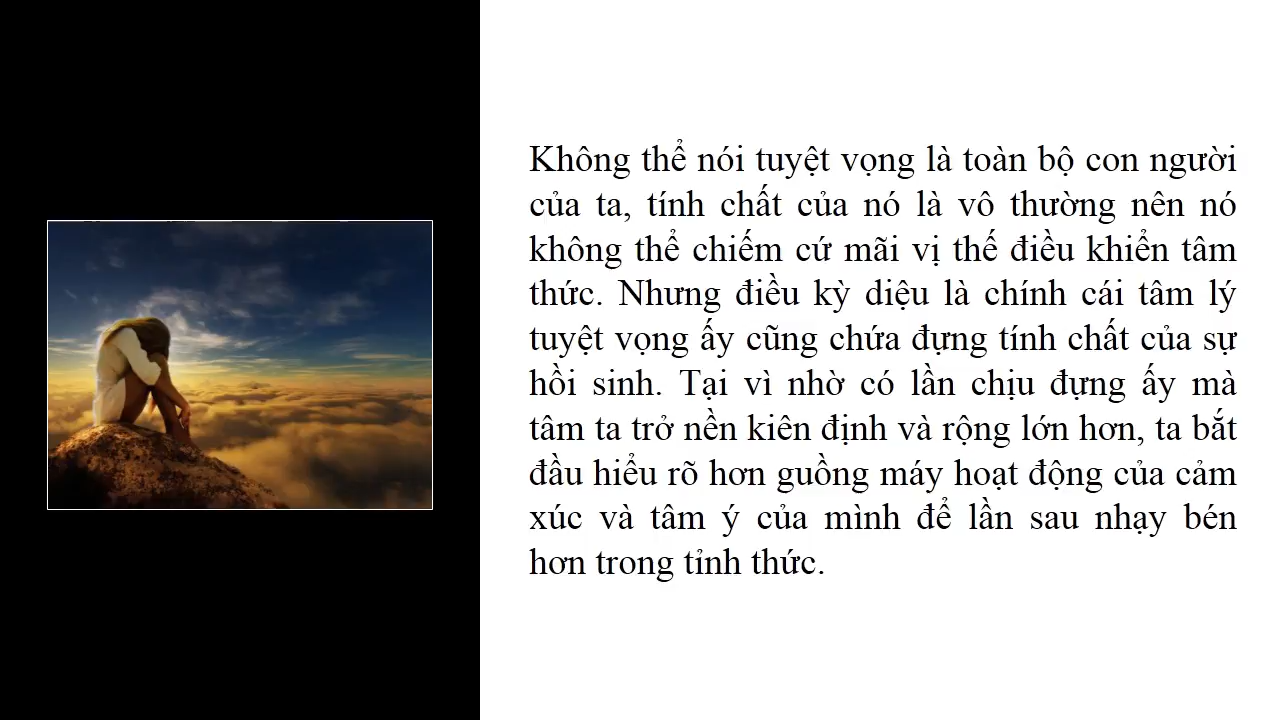 Không thể nói tuyệt vọng là toàn bộ con người
của ta, tính chất của nó là vô thường nên nó
không thể chiếm cứ mãi vị thế điều khiển tâm
thức. Nhưng điều kỳ diệu là chính cái tâm lý
tuyệt vọng ấy cũng chứa đựng tính chất của sự
hồi sinh. Tại vì nhờ có lần chịu đựng ấy mà
tâm ta trở nền kiên định và rộng lớn hơn, ta bắt
đầu hiểu rõ hơn guồng máy hoạt động của cảm
xúc và tâm ý của mình để lần sau nhạy bén
hơn trong tỉnh thức.